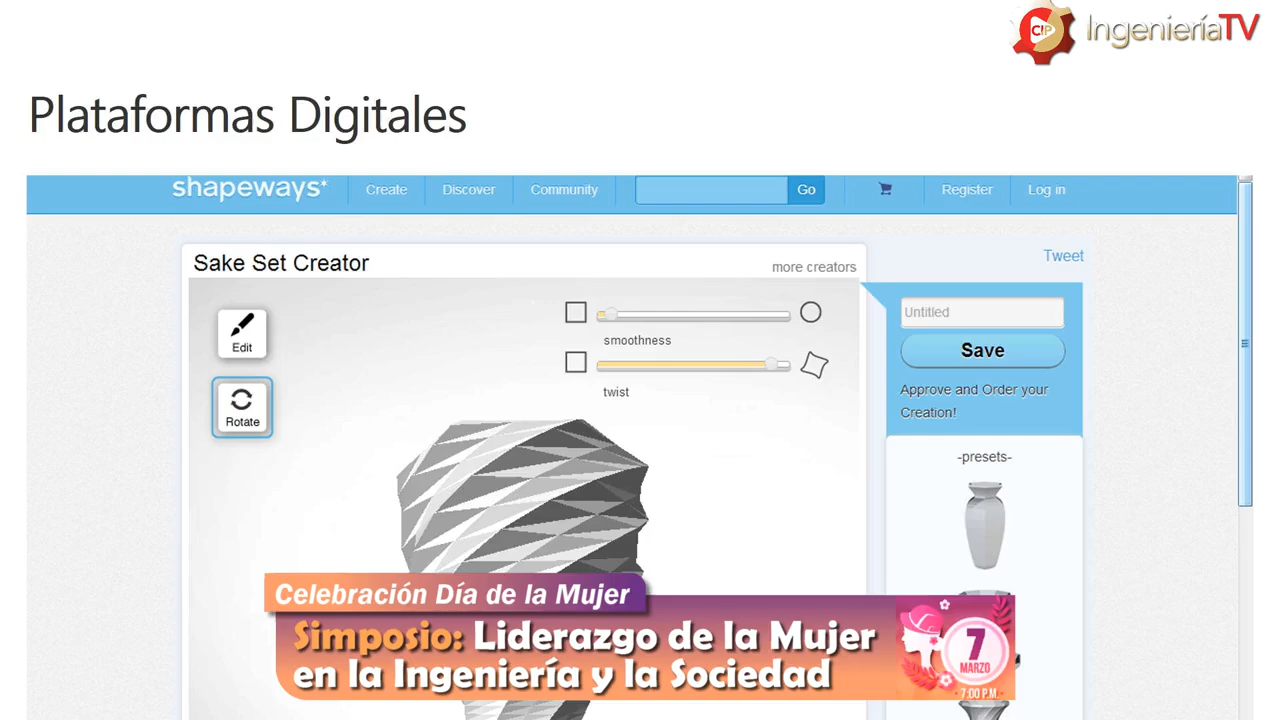 CIP IngenieríaTV
Plataformas Digitales
shapeways* Create Discover Community Go Register Log in
Sake Set Creator
more creators
Tweet
Edit
Rotate
smoothness
twist
Untitled
Save
Approve and Order your
Creation!
-presets-
Celebración Día de la Mujer
Simposio: Liderazgo de la Mujer
en la Ingeniería y la Sociedad
7
MARZO
7:00 P.M.